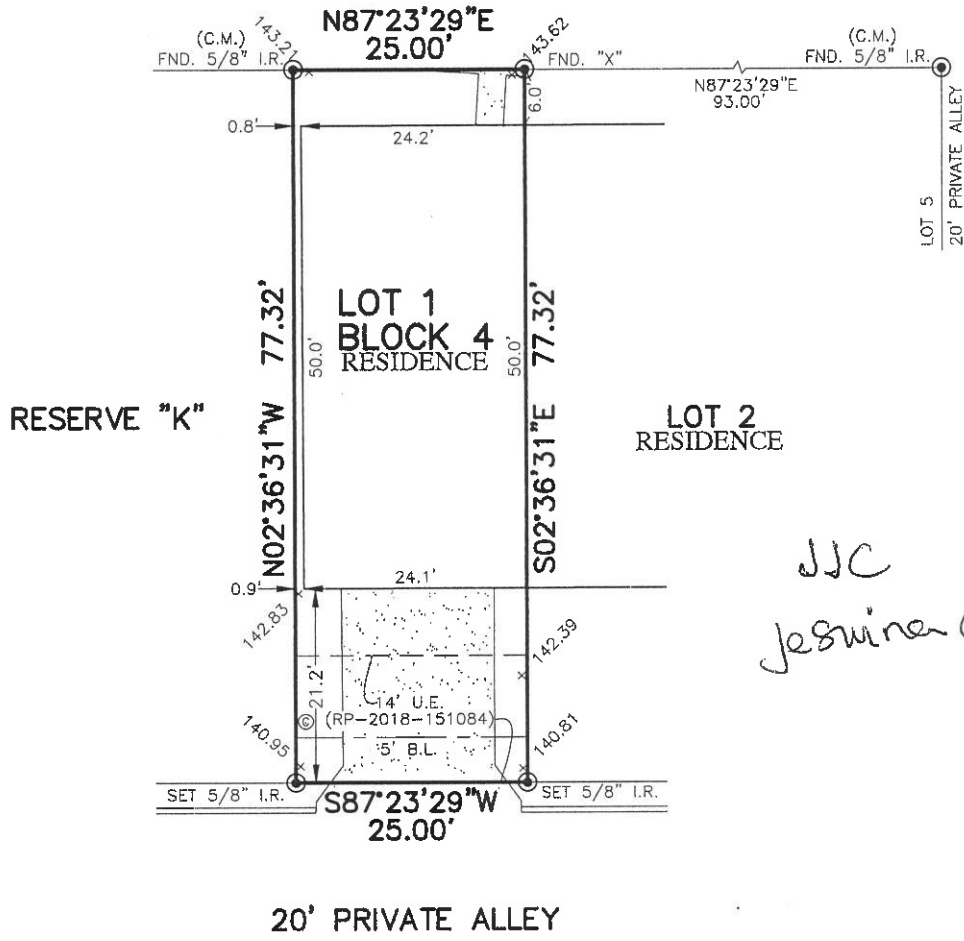 N87°23'29"E
25.00'
143.21
143.62
(C.M.)
FND. 5/8" I.R.
FND. "X"
(C.M.)
FND. 5/8" I.R.
N87°23'29"E
93.00'
6.0'
0.8'
24.2'
LOT 5
20' PRIVATE ALLEY
N02°36'31"W 77.32'
50.0'
LOT 1
BLOCK 4
RESIDENCE
50.0'
S02°36'31"E 77.32'
RESERVE "K"
LOT 2
RESIDENCE
JJC
0.9'
24.1'
142.83
142.39
21.2'
14' U.E.
© (RP-2018-151084)
5' B.L.
140.95
140.81
SET 5/8" I.R.
S87°23'29"W
25.00'
SET 5/8" I.R.
20' PRIVATE ALLEY